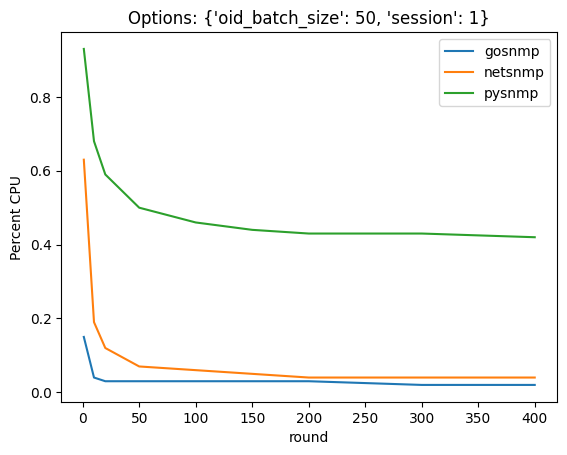 Options: {'oid_batch_size': 50, 'session': 1}
gosnmp
netsnmp
pysnmp
Percent CPU
0.8
0.6
0.4
0.2
0.0
0 50 100 150 200 250 300 350 400
round